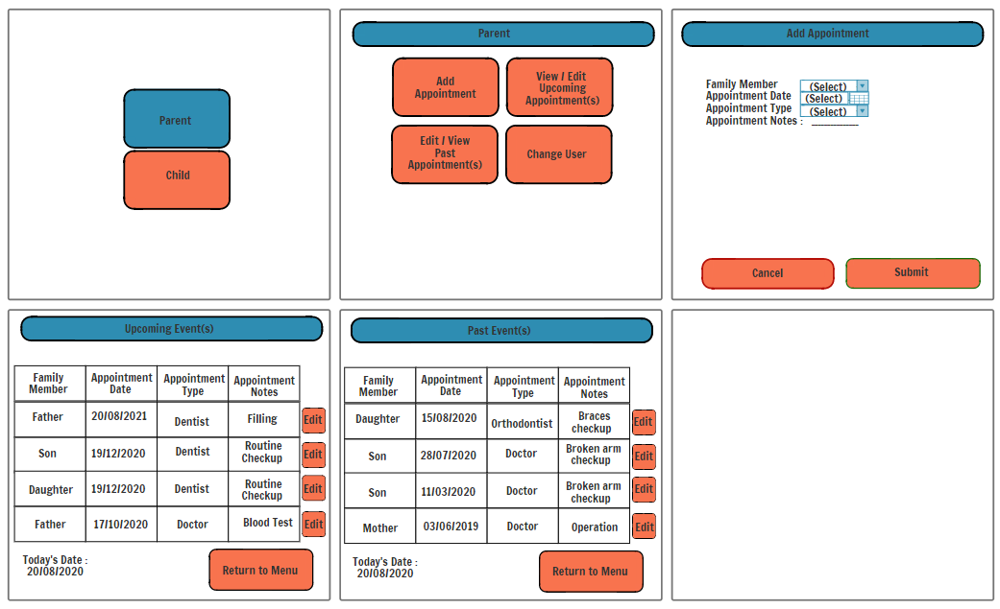 Parent
Child
Parent
Add
Appointment
View / Edit
Upcoming
Appointment(s)
Edit / View
Past
Appointment(s)
Change User
Add Appointment
Family Member (Select)
Appointment Date (Select)
Appointment Type (Select)
Appointment Notes : ________
Cancel
Submit
Upcoming Event(s)
Family Member Appointment Date Appointment Type Appointment Notes
Father 20/08/2021 Dentist Filling Edit
Son 19/12/2020 Dentist Routine Checkup Edit
Daughter 19/12/2020 Dentist Routine Checkup Edit
Father 17/10/2020 Doctor Blood Test Edit
Today's Date :
20/08/2020
Return to Menu
Past Event(s)
Family Member Appointment Date Appointment Type Appointment Notes
Daughter 15/08/2020 Orthodontist Braces checkup Edit
Son 28/07/2020 Doctor Broken arm checkup Edit
Son 11/03/2020 Doctor Broken arm checkup Edit
Mother 03/06/2019 Doctor Operation Edit
Today's Date :
20/08/2020
Return to Menu